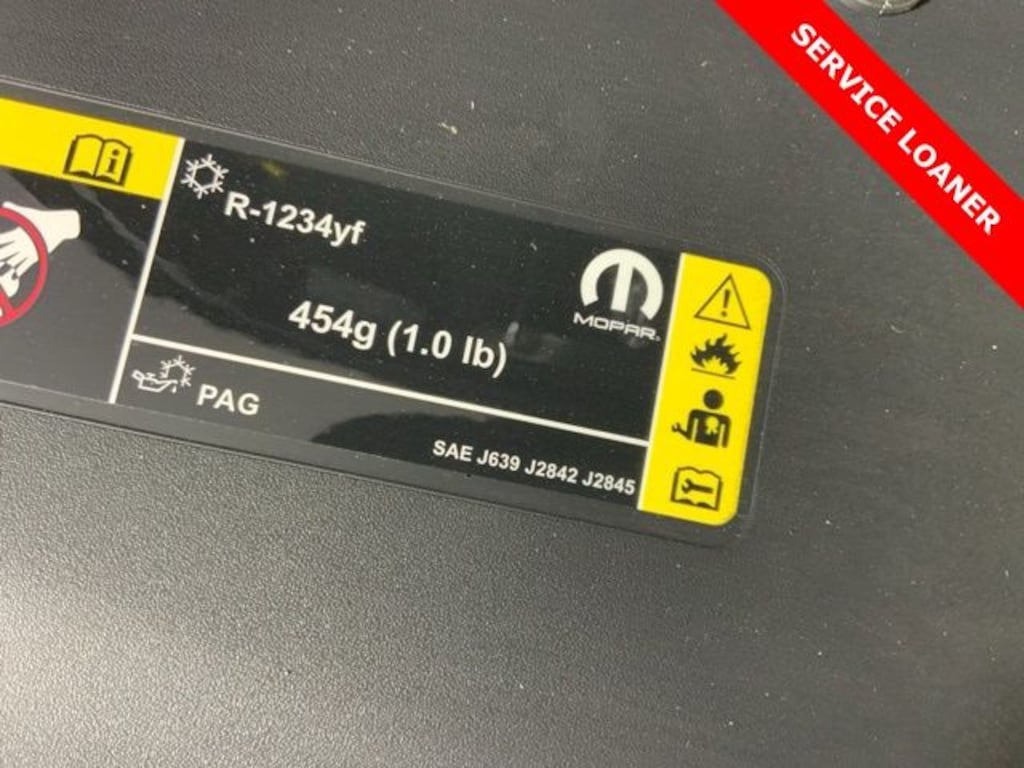 SERVICE LOANER
R-1234yf
454g (1.0 lb)
MOPAR
PAG
SAE J639 J2842 J2845